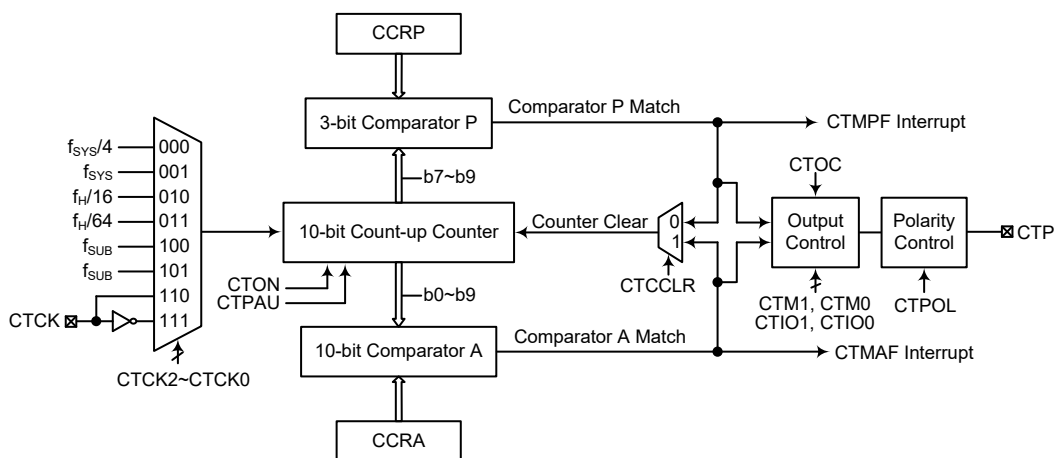 CCRP
3-bit Comparator P
Comparator P Match
CTMPF Interrupt
b7~b9
fSYS/4
fSYS
fH/16
fH/64
fSUB
fSUB
CTCK
000
001
010
011
100
101
110
111
CTCK2~CTCK0
10-bit Count-up Counter
CTON
CTPAU
b0~b9
Counter Clear
0
1
CTCCLR
CTOC
Output
Control
CTM1, CTM0
CTIO1, CTIO0
Polarity
Control
CTPOL
CTP
10-bit Comparator A
Comparator A Match
CTMAF Interrupt
CCRA